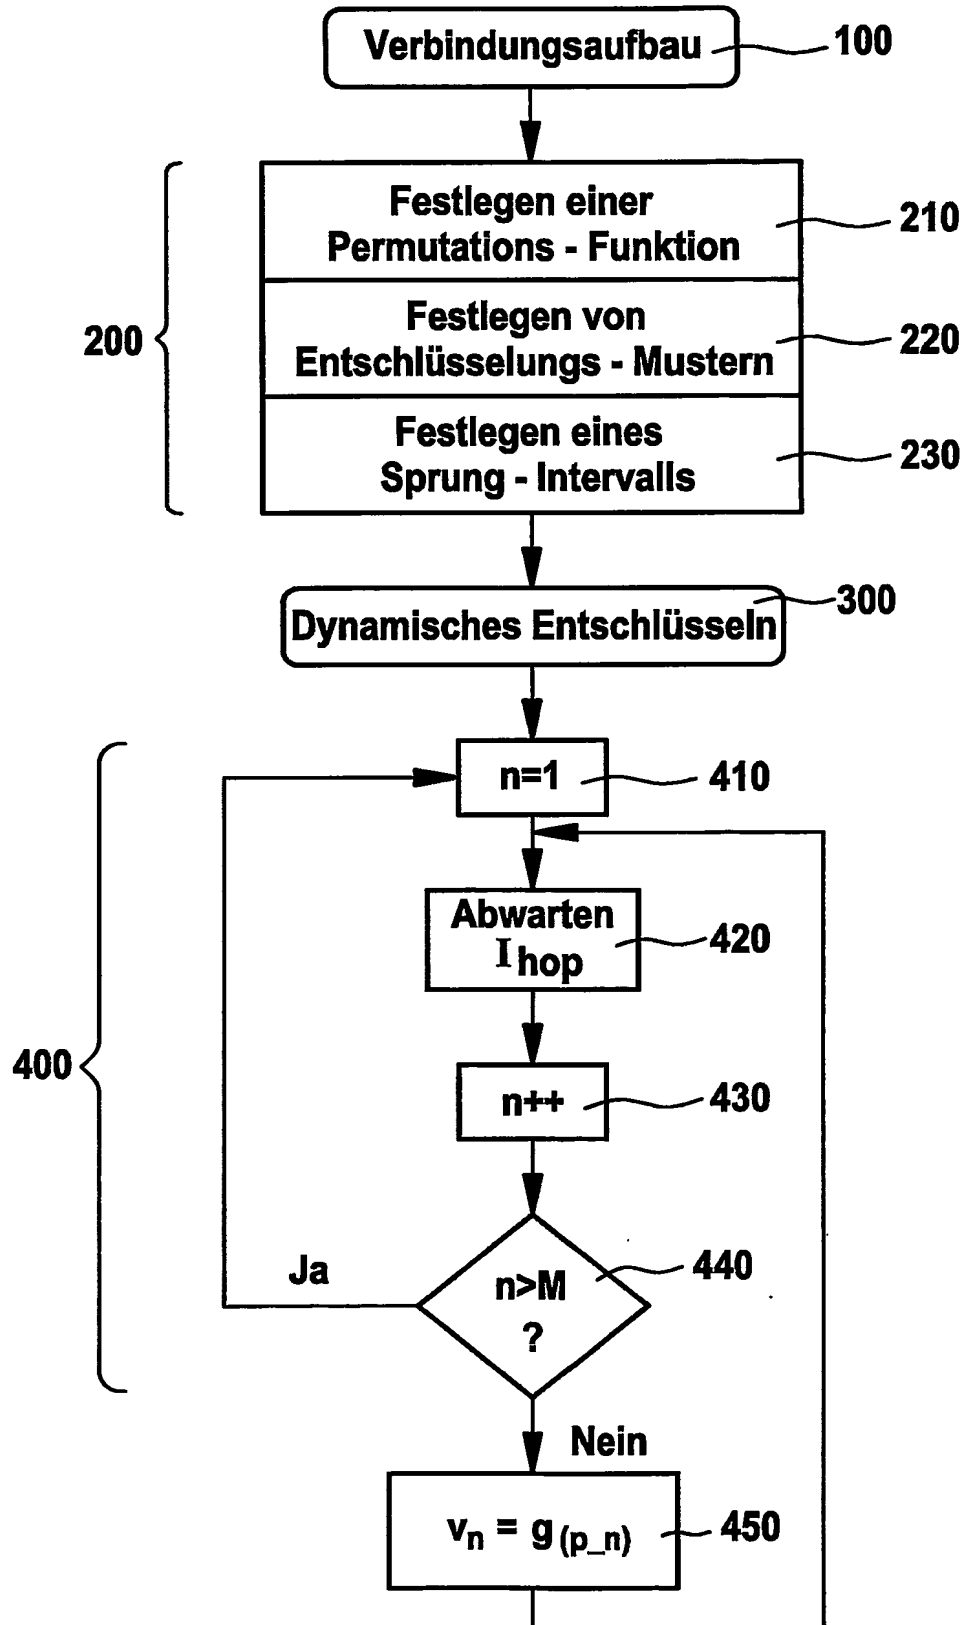 Verbindungsaufbau
100
Festlegen einer
Permutations - Funktion
210
Festlegen von
Entschlüsselungs - Mustern
220
200
Festlegen eines
Sprung - Intervalls
230
Dynamisches Entschlüsseln
300
n=1
410
Abwarten
I hop
420
400
n++
430
Ja
n>M
?
440
Nein
vn = g(p_n)
450